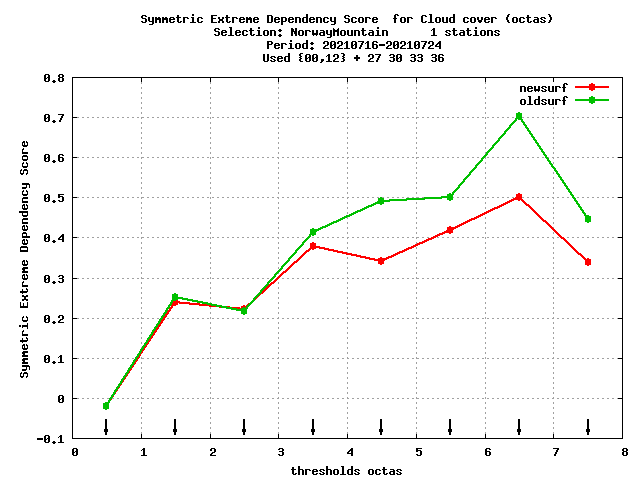 Symmetric Extreme Dependency Score  for Cloud cover (octas)
Selection: NorwayMountain      1 stations
Period: 20210716-20210724
Used {00,12} + 27 30 33 36
newsurf
oldsurf
Symmetric Extreme Dependency Score
0.8
0.7
0.6
0.5
0.4
0.3
0.2
0.1
0
-0.1
0 1 2 3 4 5 6 7 8
thresholds octas